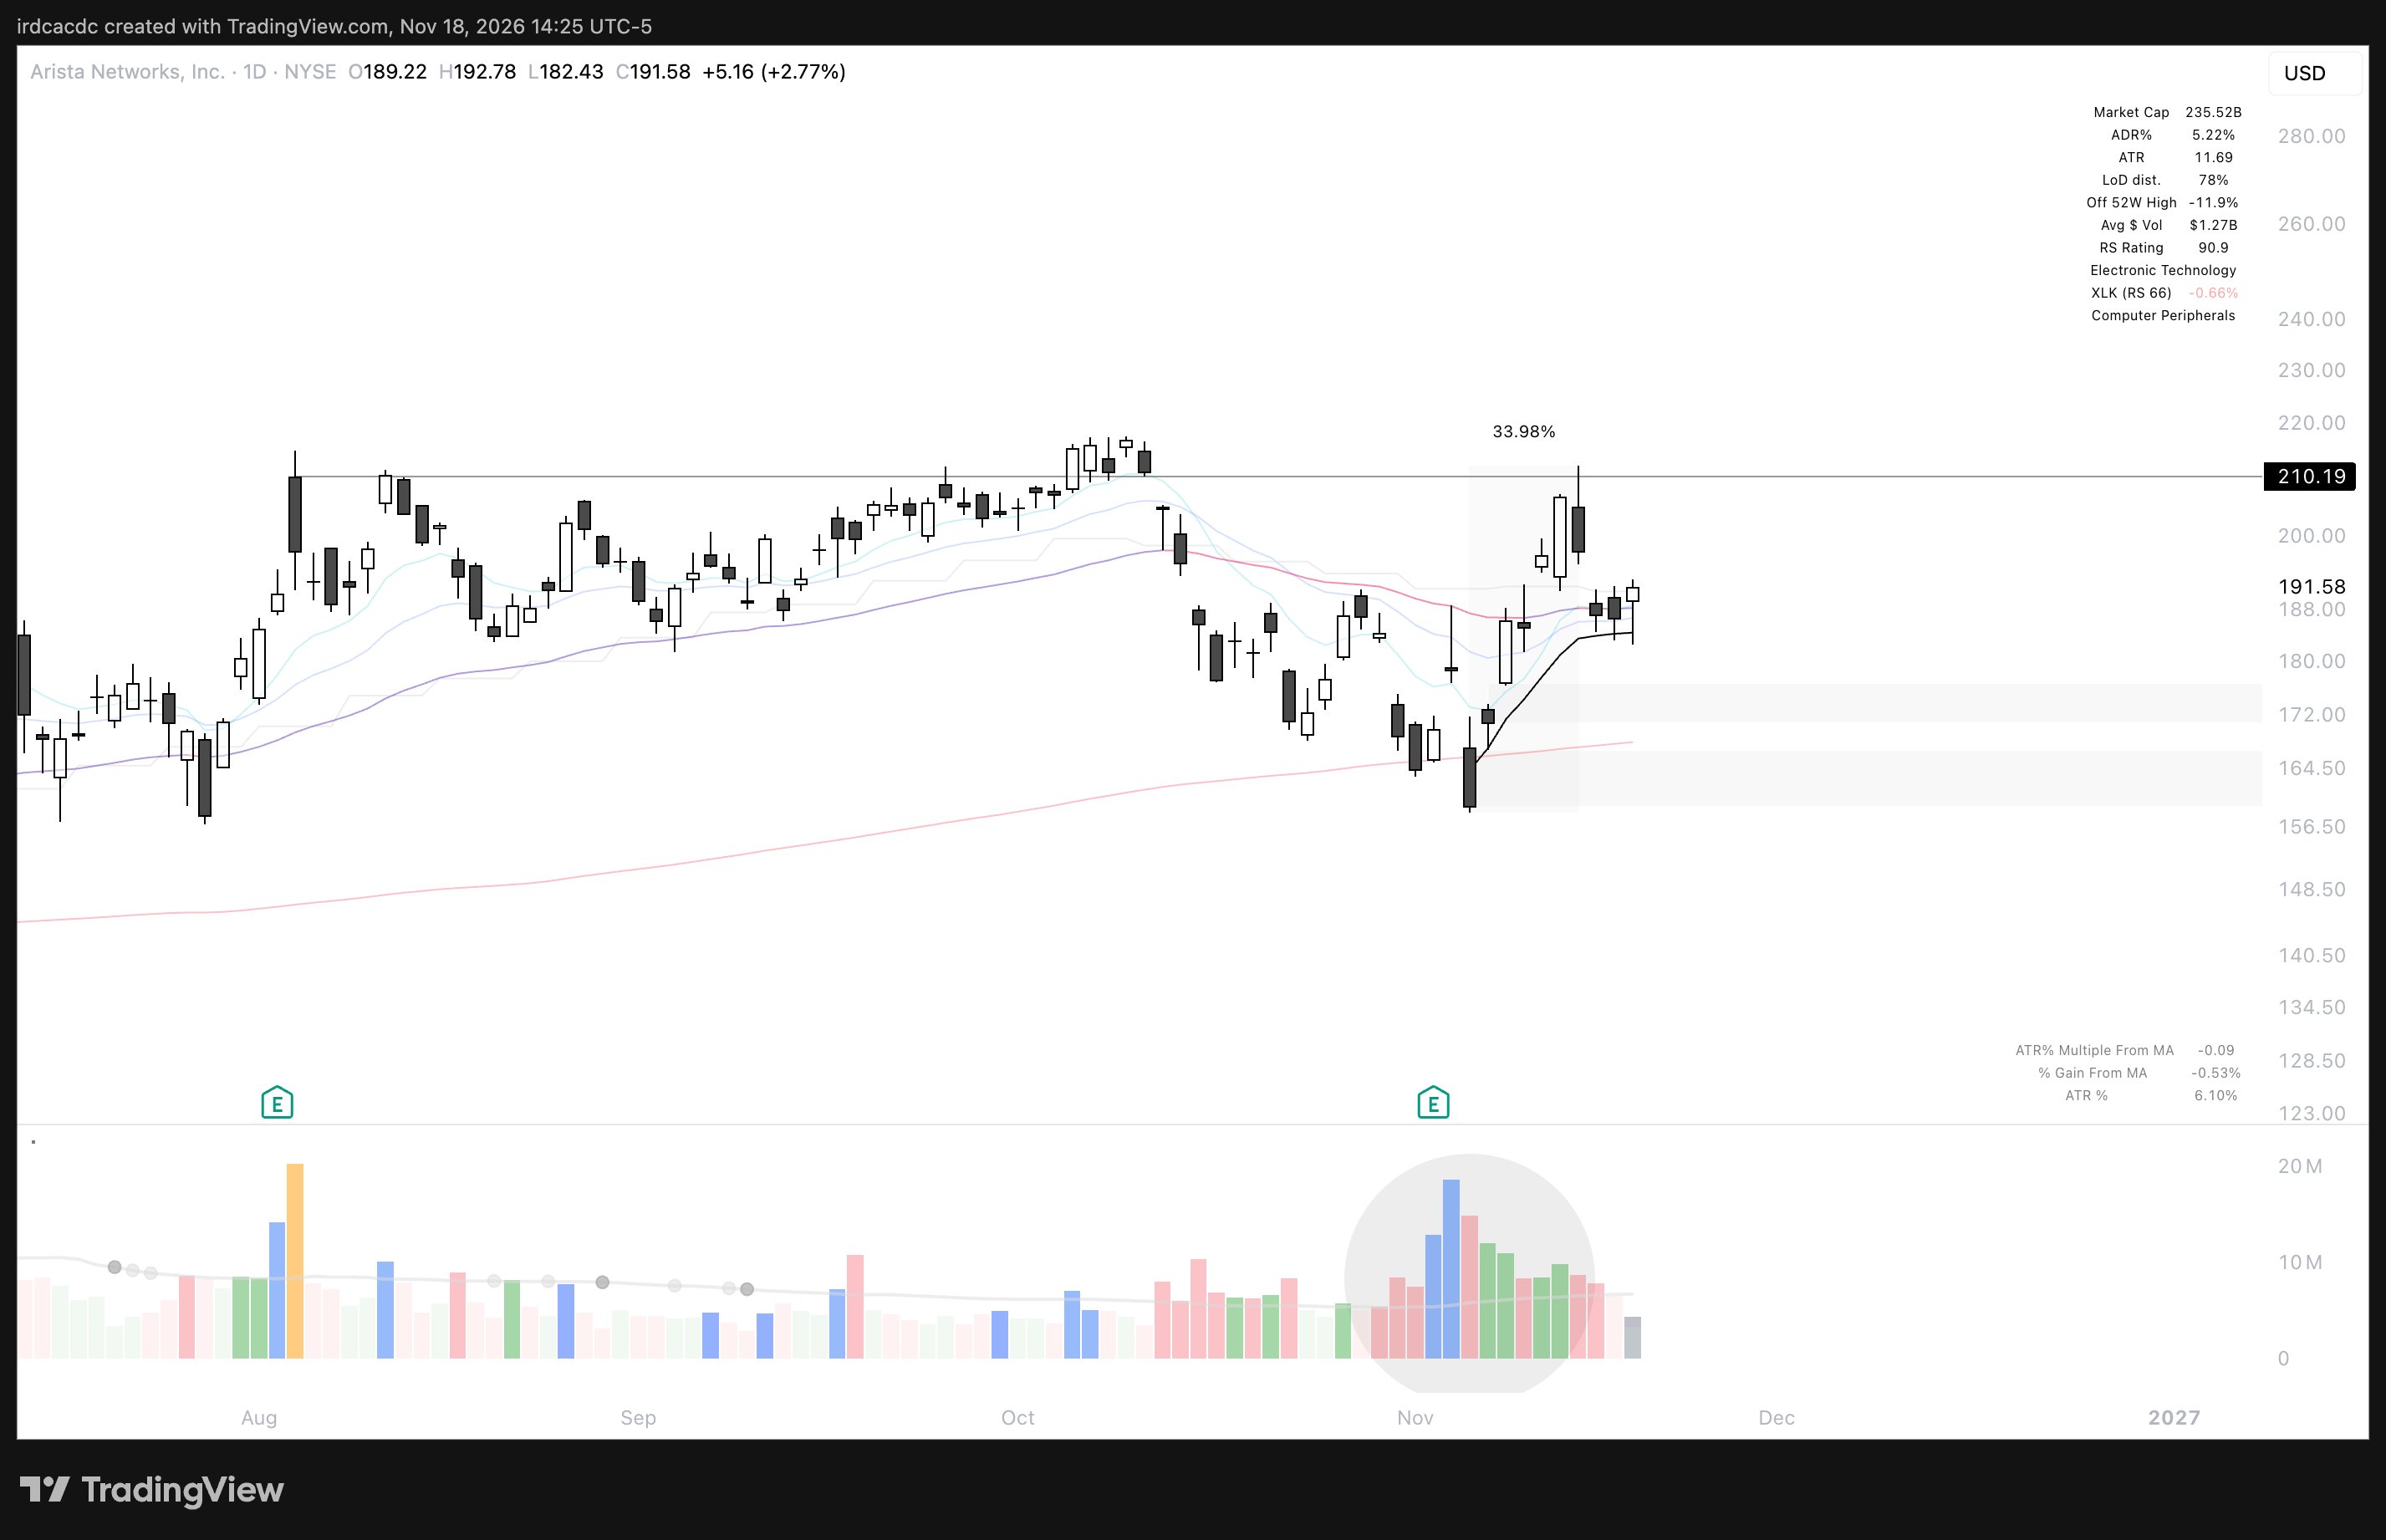 irdcacdc created with TradingView.com, Nov 18, 2026 14:25 UTC-5
Arista Networks, Inc. · 1D · NYSE O189.22 H192.78 L182.43 C191.58 +5.16 (+2.77%)
USD
Market Cap 235.52B
ADR% 5.22%
ATR 11.69
LoD dist. 78%
Off 52W High -11.9%
Avg $ Vol $1.27B
RS Rating 90.9
Electronic Technology
XLK (RS 66) -0.66%
Computer Peripherals
280.00
260.00
240.00
230.00
220.00
210.19
200.00
191.58
188.00
180.00
172.00
164.50
156.50
148.50
140.50
134.50
128.50
123.00
33.98%
ATR% Multiple From MA -0.09
% Gain From MA -0.53%
ATR % 6.10%
E
E
20 M
10 M
0
Aug Sep Oct Nov Dec 2027
TradingView